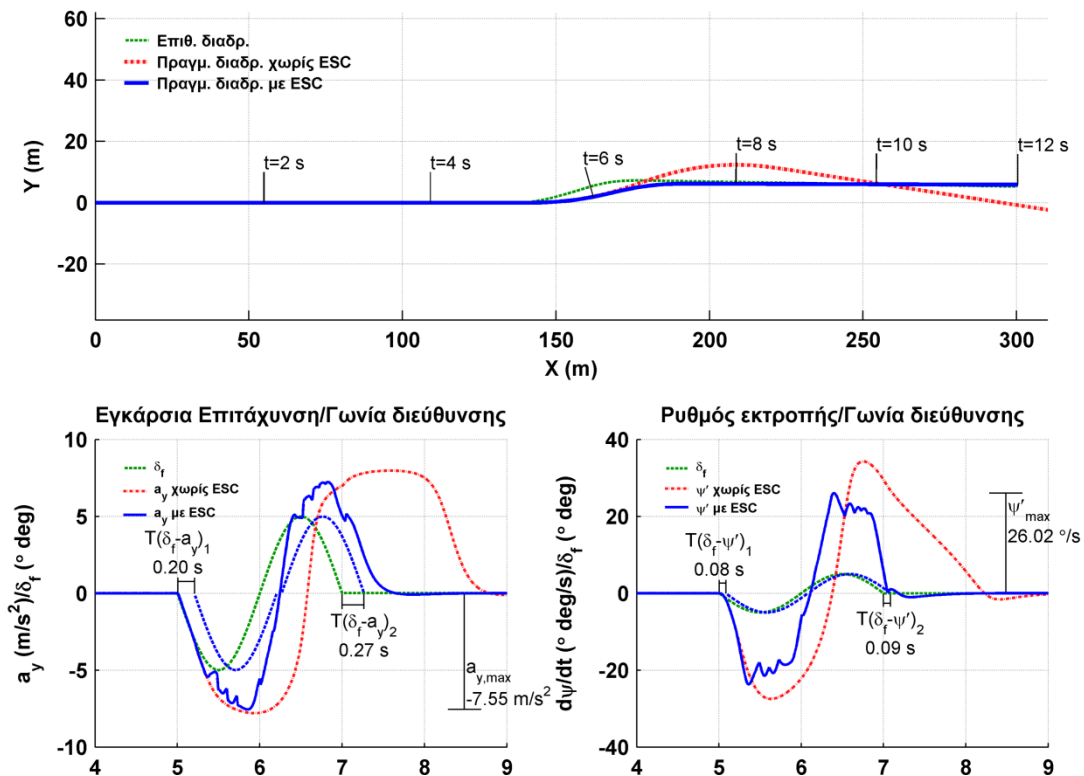 60
40
20
0
-20
Y (m)
Επιθ. διαδρ.
Πραγμ. διαδρ. χωρίς ESC
Πραγμ. διαδρ. με ESC
t=2 s
t=4 s
t=6 s
t=8 s
t=10 s
t=12 s
0 50 100 150 200 250 300
X (m)
Εγκάρσια Επιτάχυνση/Γωνία διεύθυνσης
a_y (m/s²)/δ_f (° deg)
10
5
0
-5
-10
δ_f
a_y χωρίς ESC
a_y με ESC
T(δ_f-a_y)_1
0.20 s
T(δ_f-a_y)_2
0.27 s
a_y,max
-7.55 m/s²
4 5 6 7 8 9
Ρυθμός εκτροπής/Γωνία διεύθυνσης
dψ/dt (° deg/s)/δ_f (° deg)
40
20
0
-20
-40
δ_f
ψ' χωρίς ESC
ψ' με ESC
T(δ_f-ψ')_1
0.08 s
T(δ_f-ψ')_2
0.09 s
ψ'_max
26.02 °/s
4 5 6 7 8 9